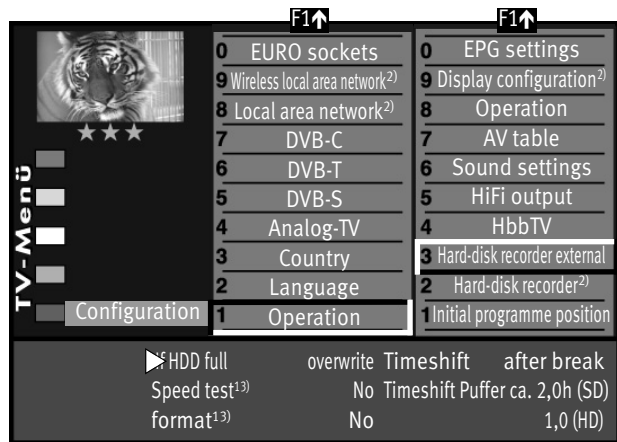 F1↑ F1↑
0 EURO sockets
9 Wireless local area network2)
8 Local area network2)
7 DVB-C
6 DVB-T
5 DVB-S
4 Analog-TV
3 Country
2 Language
1 Operation
0 EPG settings
9 Display configuration2)
8 Operation
7 AV table
6 Sound settings
5 HiFi output
4 HbbTV
3 Hard-disk recorder external
2 Hard-disk recorder2)
1 Initial programme position
TV-Menü
Configuration
If HDD full overwrite Timeshift after break
Speed test13) No Timeshift Puffer ca. 2,0h (SD)
format13) No 1,0 (HD)